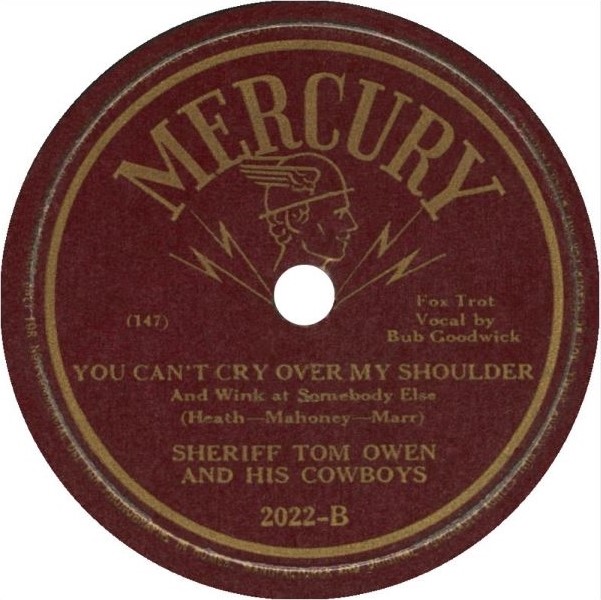 MERCURY
(147)
Fox Trot
Vocal by
Bub Goodwick
YOU CAN'T CRY OVER MY SHOULDER
And Wink at Somebody Else
(Heath—Mahoney—Marr)
SHERIFF TOM OWEN
AND HIS COWBOYS
2022-B